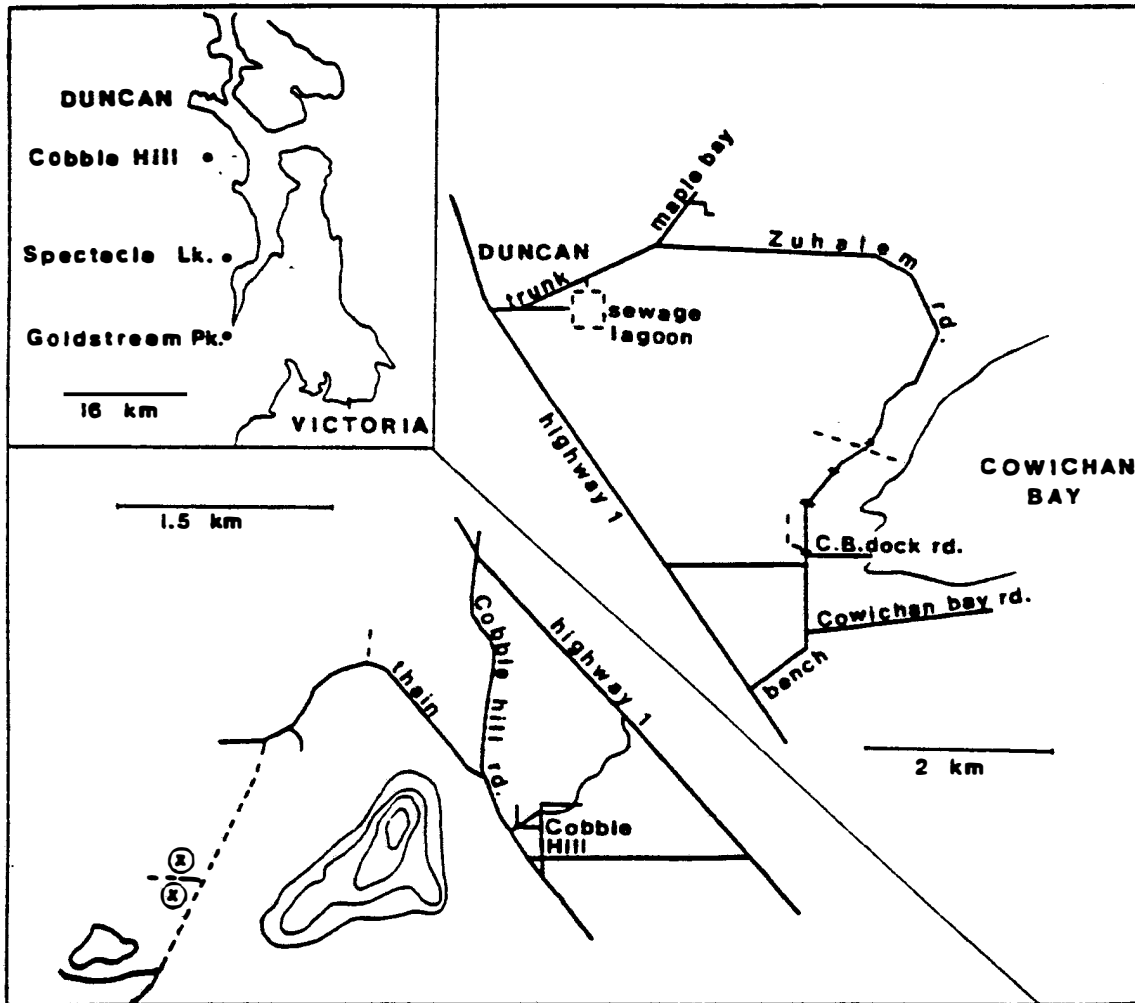 DUNCAN
Cobble Hill
Spectacle Lk.
Goldstream Pk.
16 km
VICTORIA
maple bay
Zuhalem rd.
DUNCAN
trunk
sewage
lagoon
highway 1
COWICHAN
BAY
C.B.dock rd.
Cowichan bay rd.
bench
2 km
1.5 km
Cobble hill rd.
highway 1
thain
Cobble
Hill
x
x